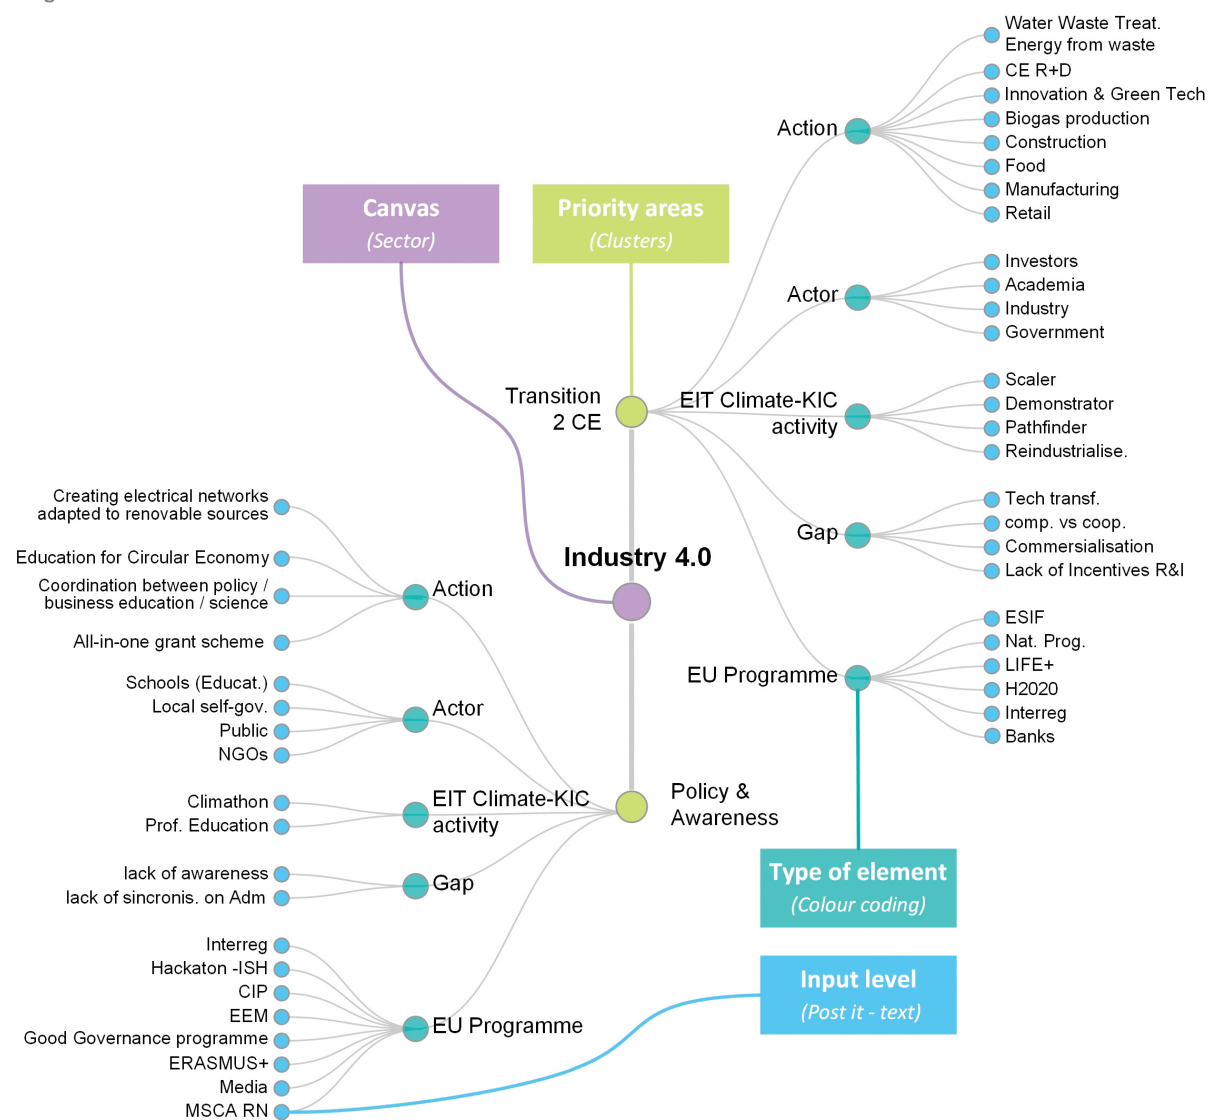 Water Waste Treat.
Energy from waste
CE R+D
Innovation & Green Tech
Biogas production
Construction
Food
Manufacturing
Retail
Action
Canvas
(Sector)
Priority areas
(Clusters)
Investors
Academia
Industry
Government
Actor
Transition
2 CE
EIT Climate-KIC
activity
Scaler
Demonstrator
Pathfinder
Reindustrialise.
Gap
Tech transf.
comp. vs coop.
Commersialisation
Lack of Incentives R&I
Industry 4.0
EU Programme
ESIF
Nat. Prog.
LIFE+
H2020
Interreg
Banks
Creating electrical networks
adapted to renovable sources
Education for Circular Economy
Coordination between policy /
business education / science
All-in-one grant scheme
Action
Schools (Educat.)
Local self-gov.
Public
NGOs
Actor
Climathon
Prof. Education
EIT Climate-KIC
activity
Policy &
Awareness
lack of awareness
lack of sincronis. on Adm
Gap
Interreg
Hackaton -ISH
CIP
EEM
Good Governance programme
ERASMUS+
Media
MSCA RN
EU Programme
Type of element
(Colour coding)
Input level
(Post it - text)